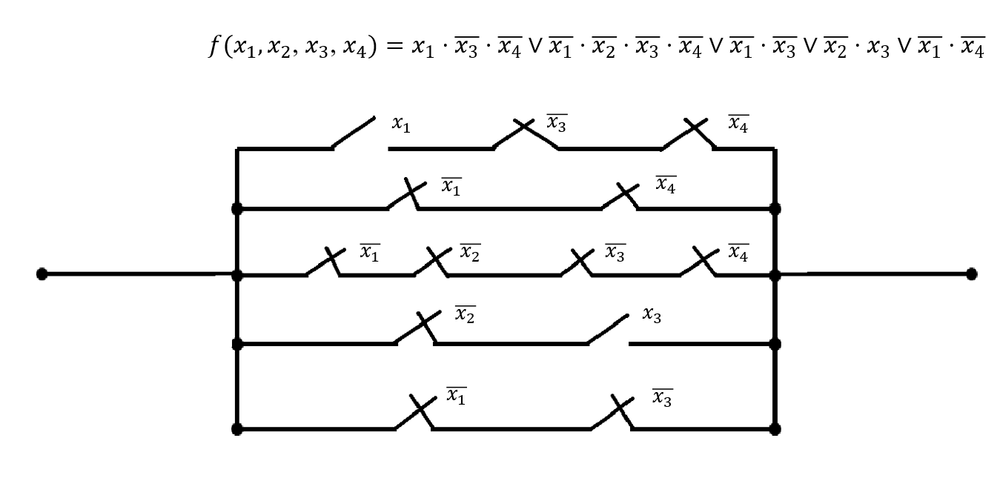 f(x₁, x₂, x₃, x₄) = x₁ · x̅₃ · x̅₄ ∨ x̅₁ · x̅₂ · x̅₃ · x̅₄ ∨ x̅₁ · x̅₃ ∨ x̅₂ · x₃ ∨ x̅₁ · x̅₄
x₁ x̅₃ x̅₄
x̅₁ x̅₄
x̅₁ x̅₂ x̅₃ x̅₄
x̅₂ x₃
x̅₁ x̅₃